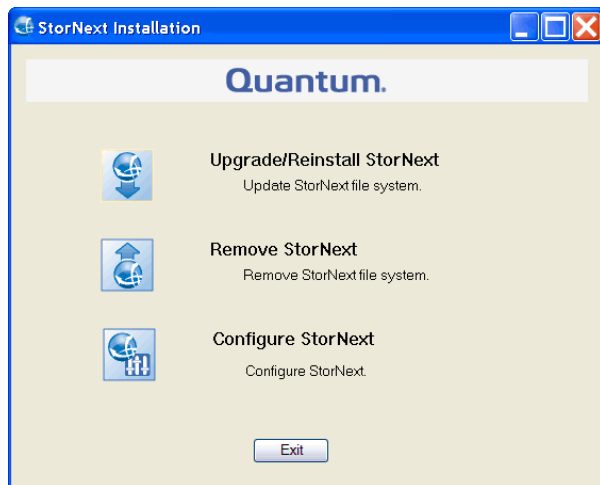 StorNext Installation
Quantum.
Upgrade/Reinstall StorNext
Update StorNext file system.
Remove StorNext
Remove StorNext file system.
Configure StorNext
Configure StorNext.
Exit